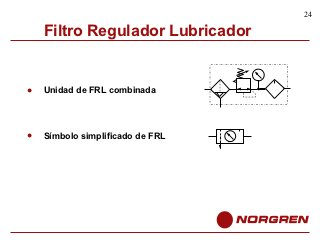 24
Filtro Regulador Lubricador
Unidad de FRL combinada
Símbolo simplificado de FRL
NORGREN